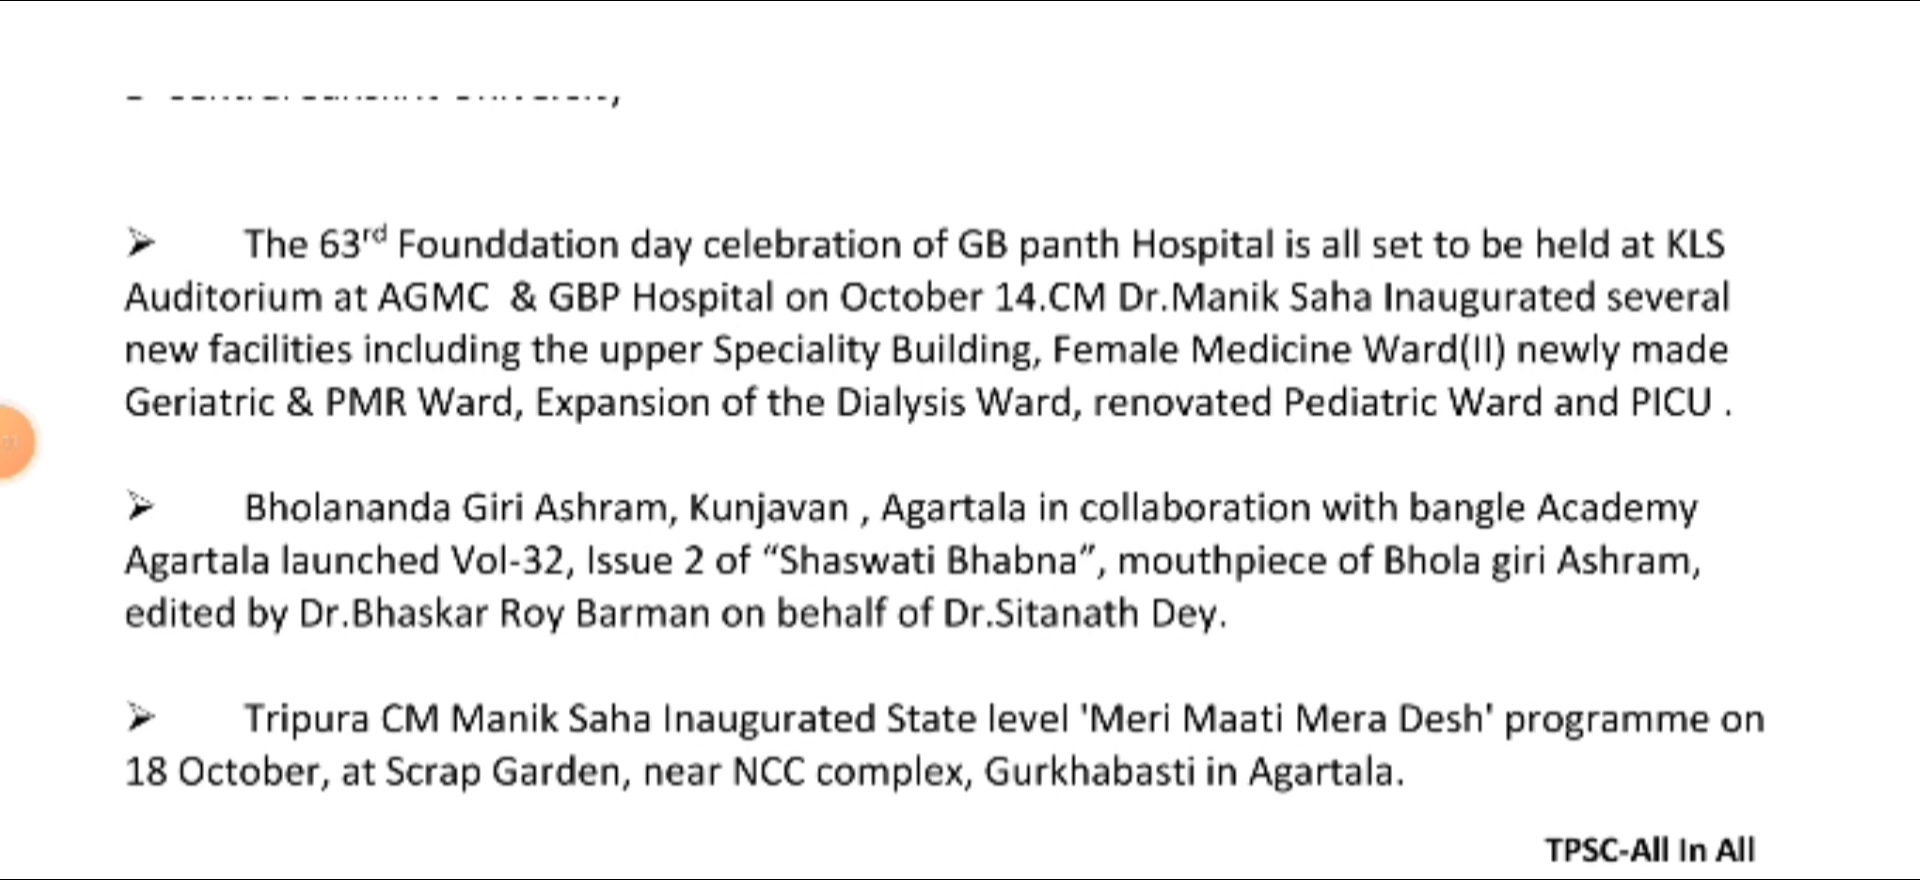 ➢ The 63rd Founddation day celebration of GB panth Hospital is all set to be held at KLS
Auditorium at AGMC & GBP Hospital on October 14.CM Dr.Manik Saha Inaugurated several
new facilities including the upper Speciality Building, Female Medicine Ward(II) newly made
Geriatric & PMR Ward, Expansion of the Dialysis Ward, renovated Pediatric Ward and PICU .
➢ Bholananda Giri Ashram, Kunjavan , Agartala in collaboration with bangle Academy
Agartala launched Vol-32, Issue 2 of “Shaswati Bhabna”, mouthpiece of Bhola giri Ashram,
edited by Dr.Bhaskar Roy Barman on behalf of Dr.Sitanath Dey.
➢ Tripura CM Manik Saha Inaugurated State level 'Meri Maati Mera Desh' programme on
18 October, at Scrap Garden, near NCC complex, Gurkhabasti in Agartala.
TPSC-All In All